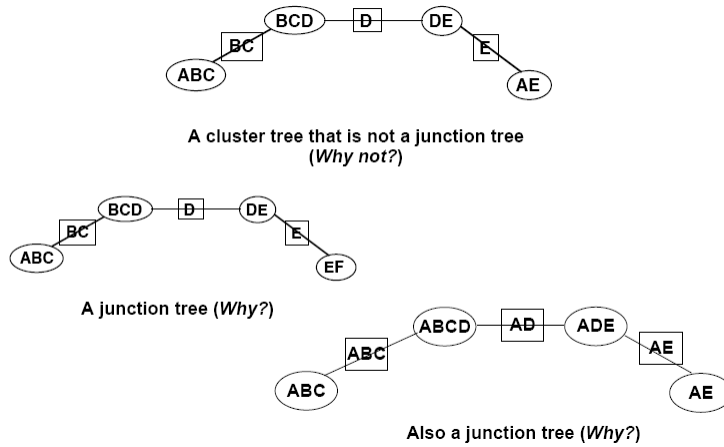 BCD D DE
BC E
ABC AE
A cluster tree that is not a junction tree
(Why not?)
BCD D DE
BC E
ABC EF
A junction tree (Why?)
ABCD AD ADE
ABC AE
ABC AE
Also a junction tree (Why?)